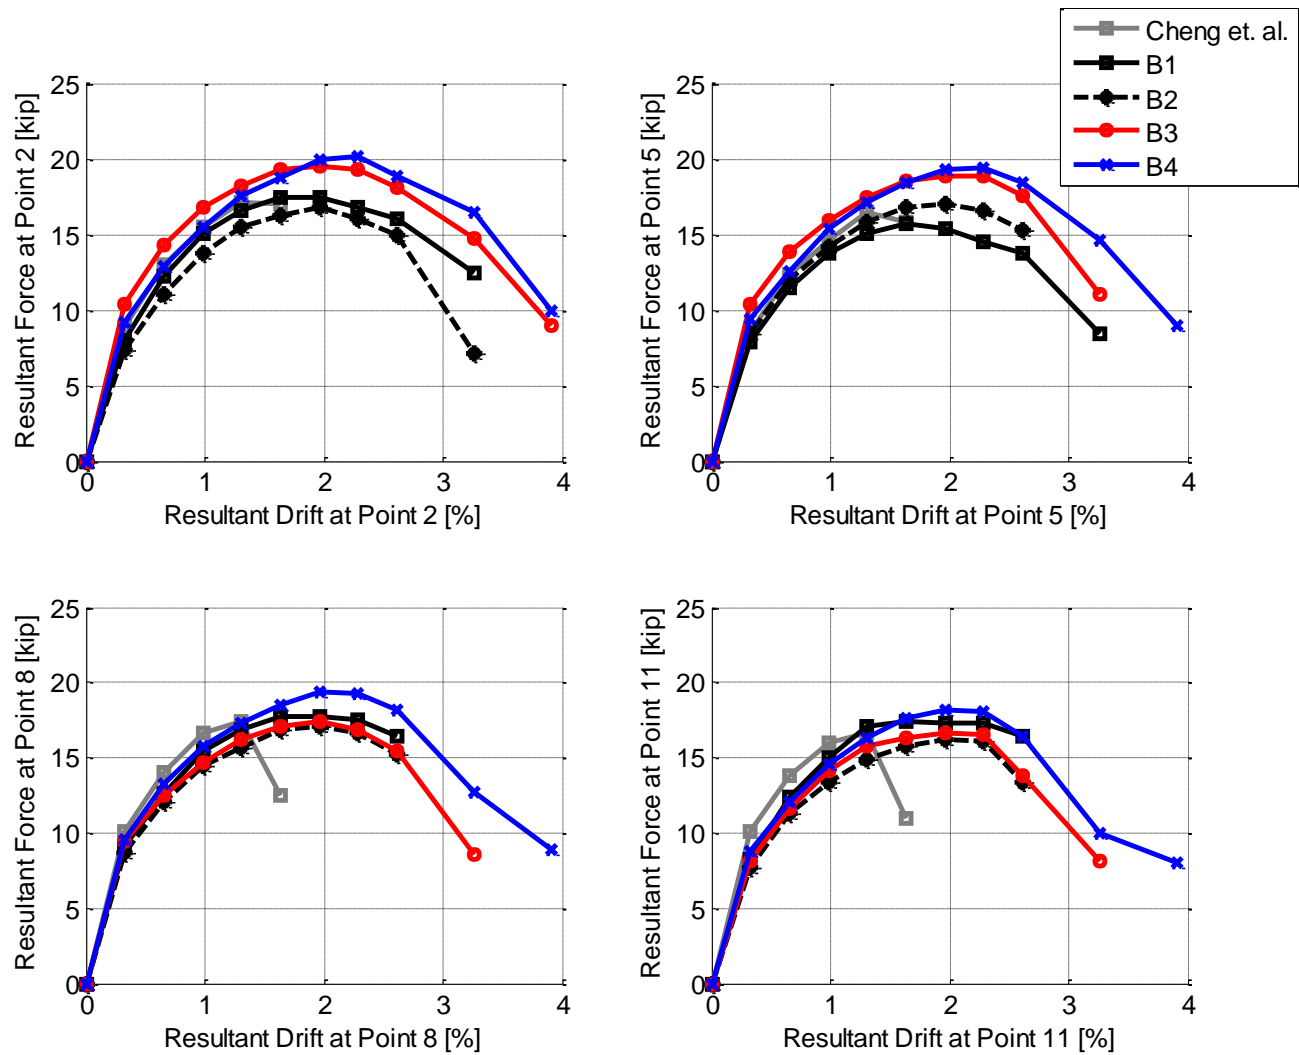 Cheng et. al.
B1
B2
B3
B4
Resultant Force at Point 2 [kip]
25
20
15
10
5
0
0 1 2 3 4
Resultant Drift at Point 2 [%]
Resultant Force at Point 5 [kip]
25
20
15
10
5
0
0 1 2 3 4
Resultant Drift at Point 5 [%]
Resultant Force at Point 8 [kip]
25
20
15
10
5
0
0 1 2 3 4
Resultant Drift at Point 8 [%]
Resultant Force at Point 11 [kip]
25
20
15
10
5
0
0 1 2 3 4
Resultant Drift at Point 11 [%]